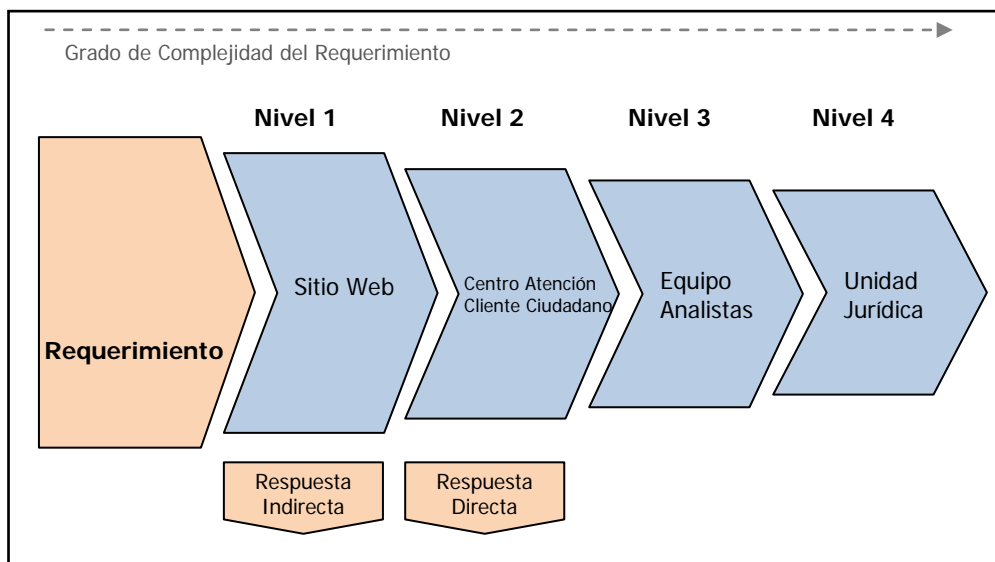 Grado de Complejidad del Requerimiento
Nivel 1
Nivel 2
Nivel 3
Nivel 4
Requerimiento
Sitio Web
Centro Atención
Cliente Ciudadano
Equipo
Analistas
Unidad
Jurídica
Respuesta
Indirecta
Respuesta
Directa